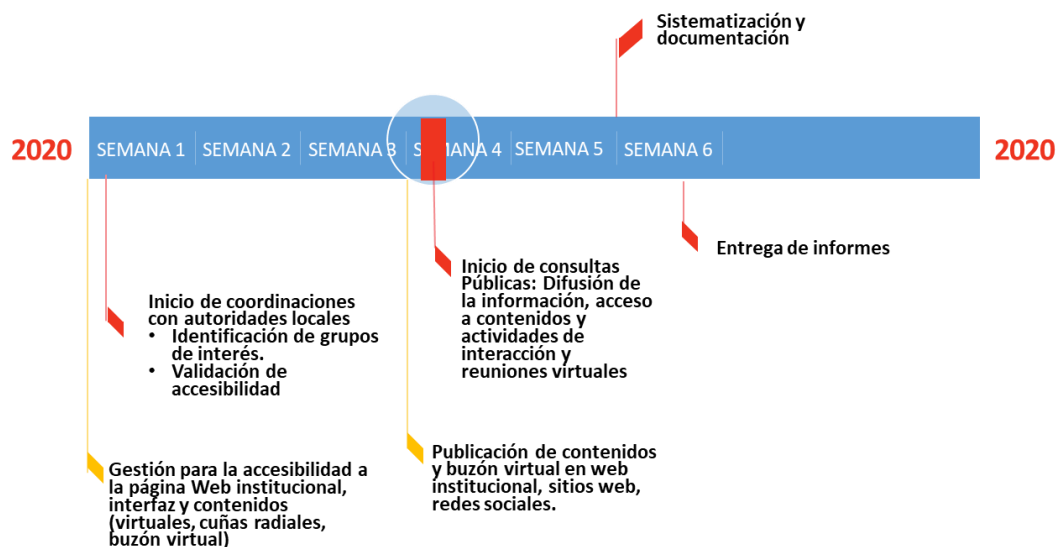 Sistematización y
documentación
2020
SEMANA 1
SEMANA 2
SEMANA 3
SEMANA 4
SEMANA 5
SEMANA 6
2020
Entrega de informes
Inicio de consultas
Públicas: Difusión de
la información, acceso
a contenidos y
actividades de
interacción y
reuniones virtuales
Inicio de coordinaciones
con autoridades locales
• Identificación de grupos
de interés.
• Validación de
accesibilidad
Gestión para la accesibilidad a
la página Web institucional,
interfaz y contenidos
(virtuales, cuñas radiales,
buzón virtual)
Publicación de contenidos
y buzón virtual en web
institucional, sitios web,
redes sociales.